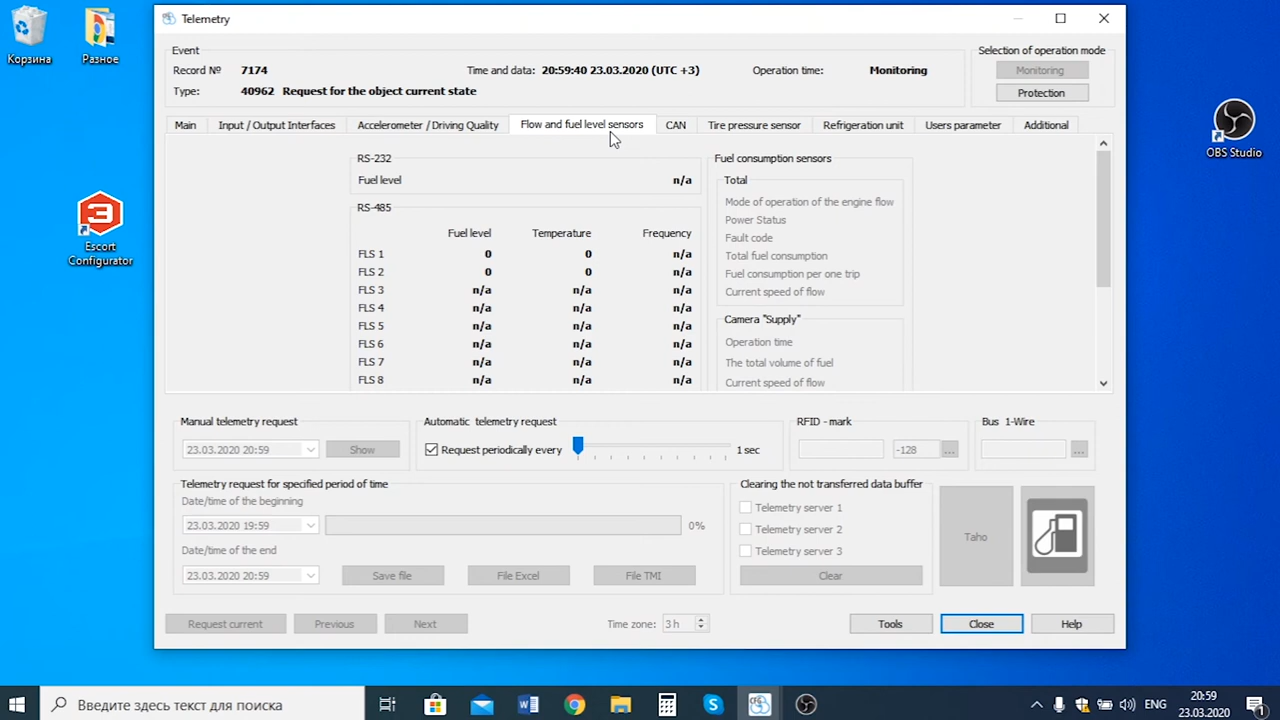 Корзина
Разное
Escort
Configurator
OBS Studio
Telemetry
Event
Record Nº 7174
Time and data: 20:59:40 23.03.2020 (UTC +3)
Operation time: Monitoring
Type: 40962 Request for the object current state
Selection of operation mode
Monitoring
Protection
Main
Input / Output Interfaces
Accelerometer / Driving Quality
Flow and fuel level sensors
CAN
Tire pressure sensor
Refrigeration unit
Users parameter
Additional
RS-232
Fuel level n/a
RS-485
Fuel level Temperature Frequency
FLS 1 0 0 n/a
FLS 2 0 0 n/a
FLS 3 n/a n/a n/a
FLS 4 n/a n/a n/a
FLS 5 n/a n/a n/a
FLS 6 n/a n/a n/a
FLS 7 n/a n/a n/a
FLS 8 n/a n/a n/a
Fuel consumption sensors
Total
Mode of operation of the engine flow
Power Status
Fault code
Total fuel consumption
Fuel consumption per one trip
Current speed of flow
Camera "Supply"
Operation time
The total volume of fuel
Current speed of flow
Manual telemetry request
23.03.2020 20:59
Show
Automatic telemetry request
Request periodically every
1 sec
RFID - mark
-128
...
Bus 1-Wire
...
Telemetry request for specified period of time
Date/time of the beginning
23.03.2020 19:59
0%
Date/time of the end
23.03.2020 20:59
Save file
File Excel
File TMI
Clearing the not transferred data buffer
Telemetry server 1
Telemetry server 2
Telemetry server 3
Clear
Taho
Request current
Previous
Next
Time zone: 3 h
Tools
Close
Help
Введите здесь текст для поиска
ENG
20:59
23.03.2020
1